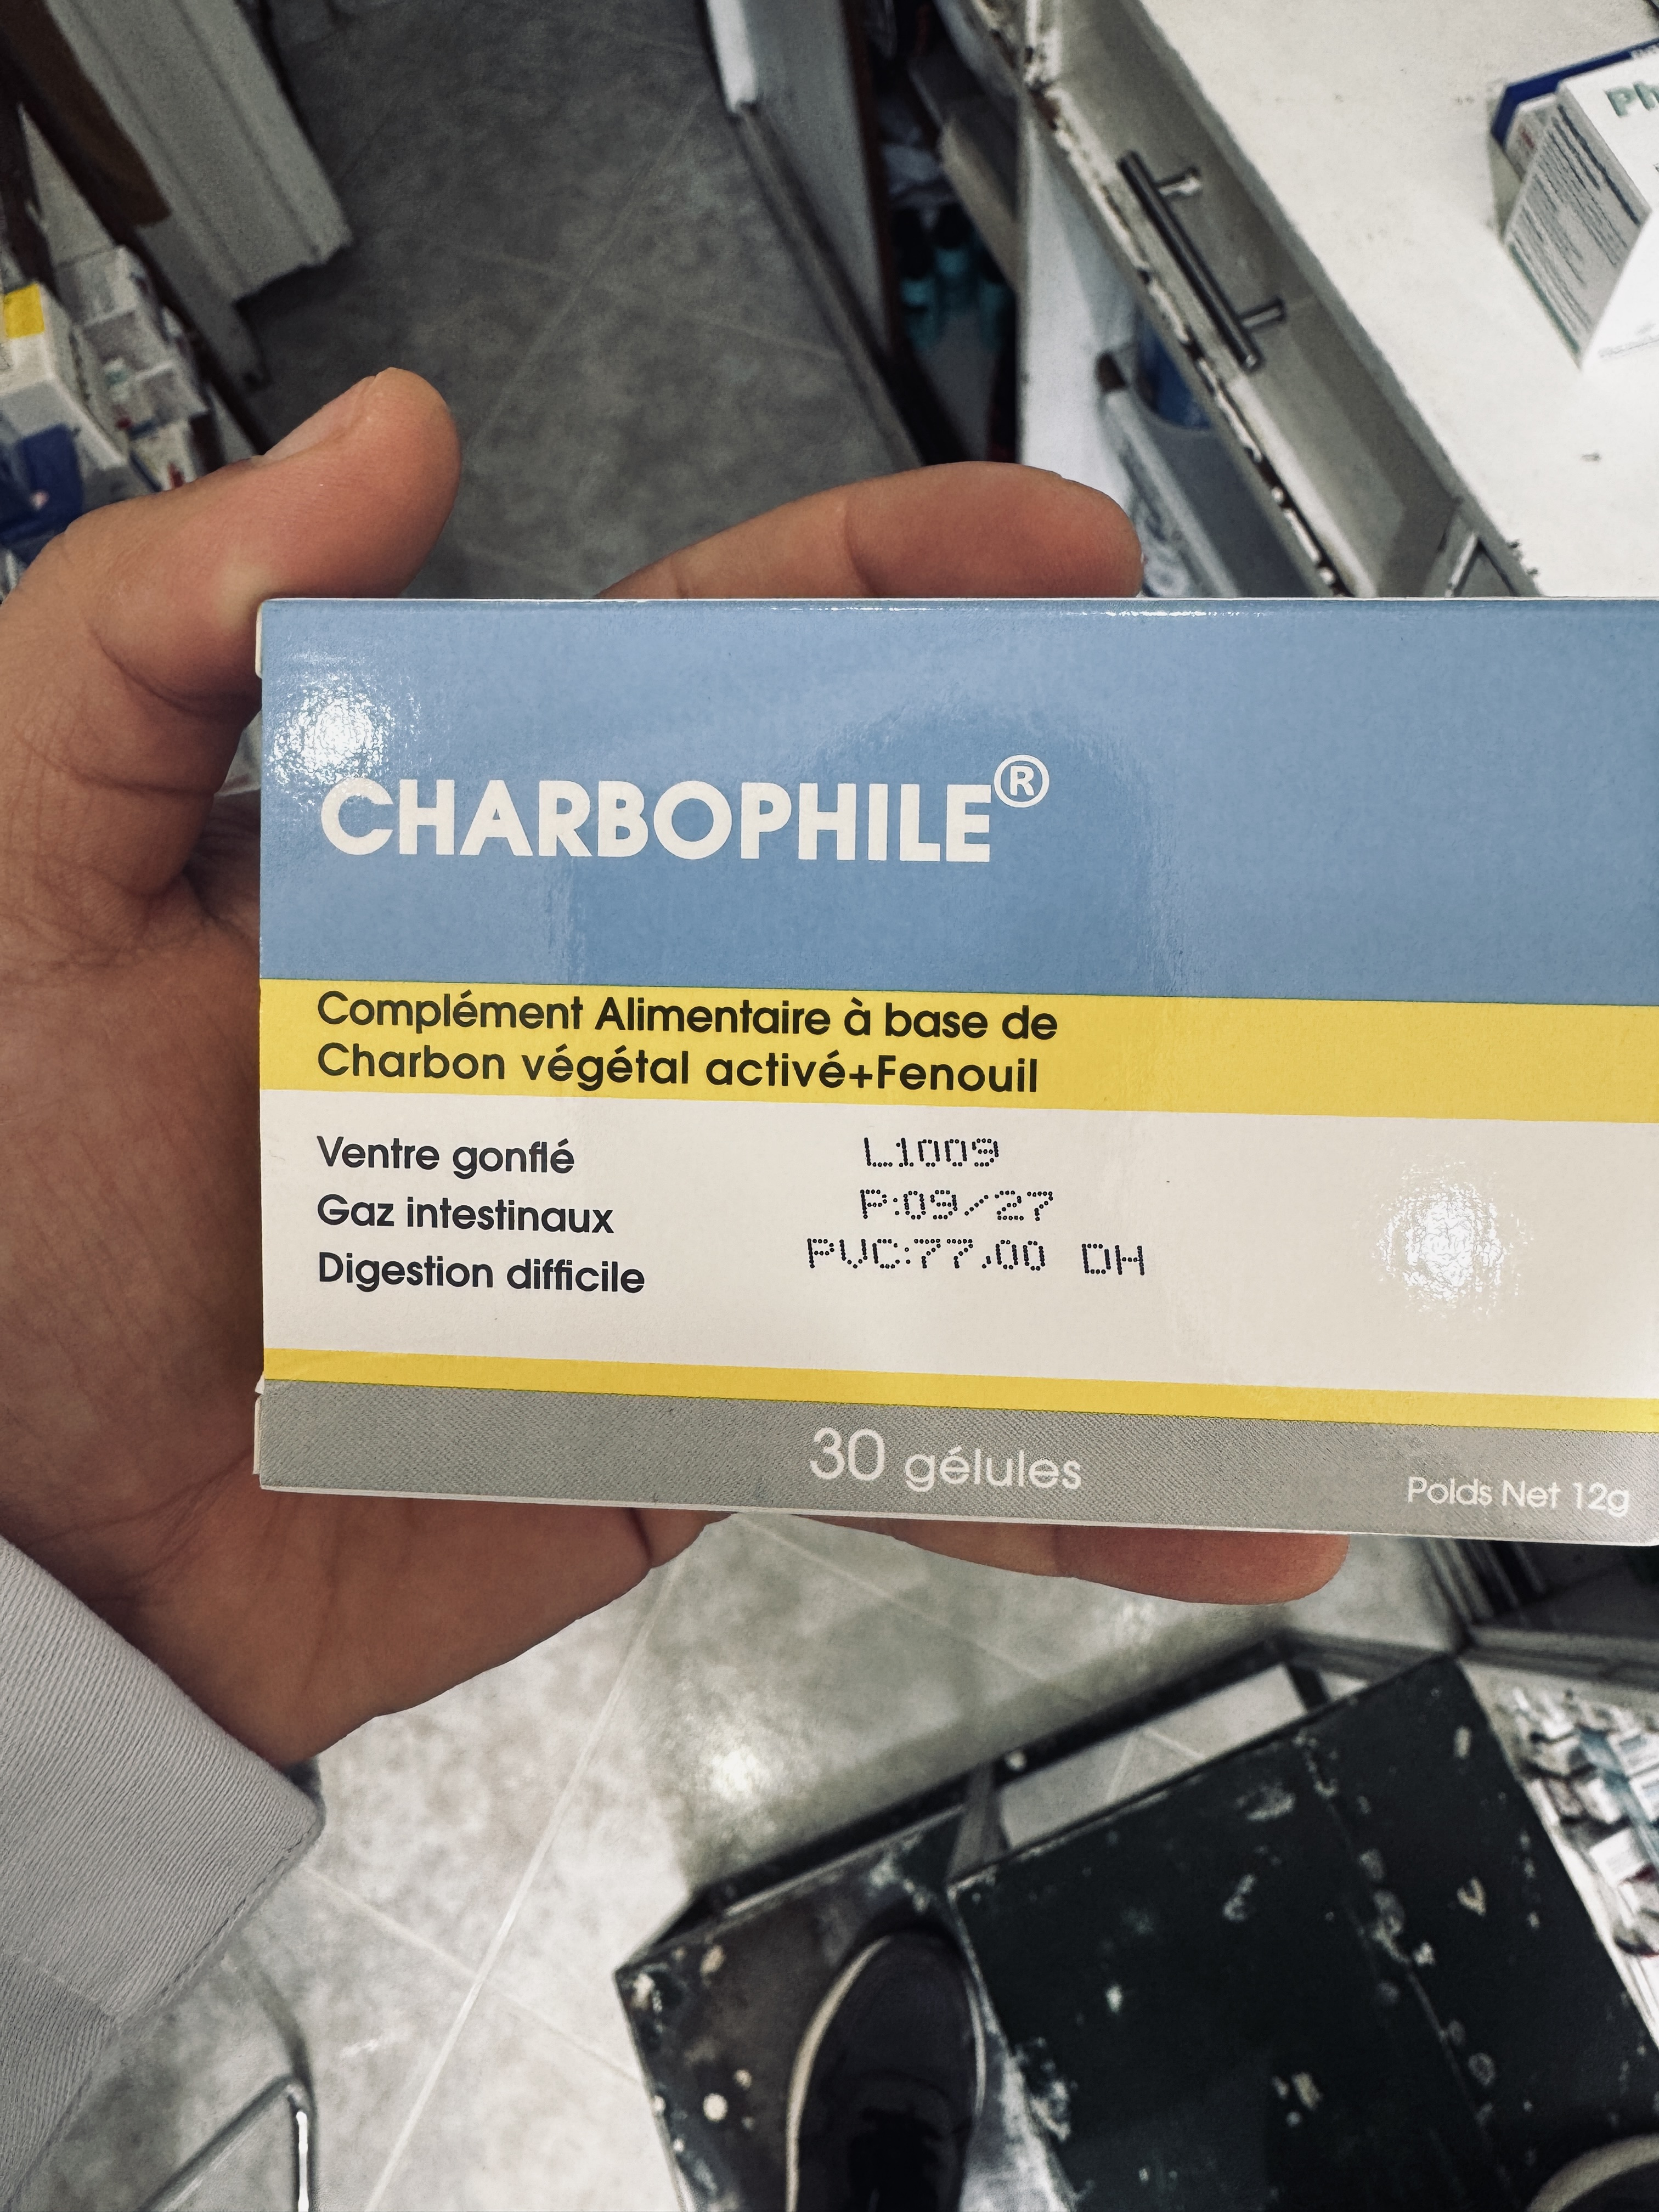 CHARBOPHILE®
Complément Alimentaire à base de
Charbon végétal activé+Fenouil
Ventre gonflé
Gaz intestinaux
Digestion difficile
L1009
P:09/27
PVC:77,00 DH
30 gélules
Poids Net 12g